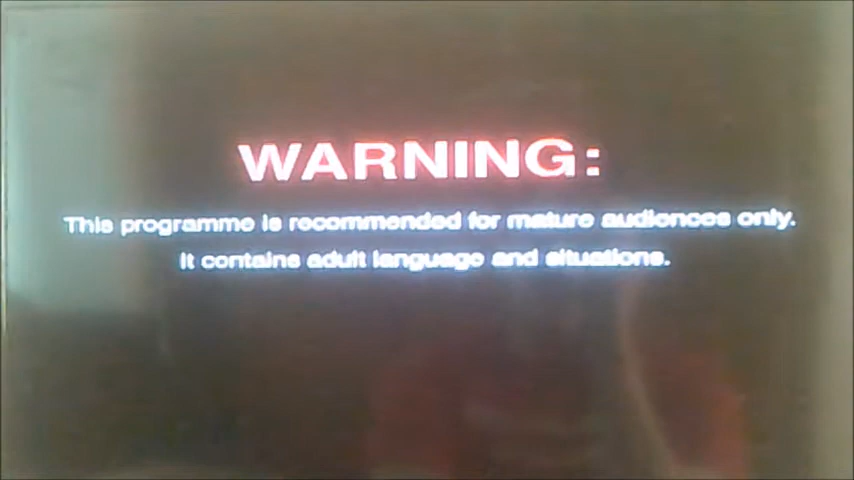 WARNING:
This programme is recommended for mature audiences only.
It contains adult language and situations.